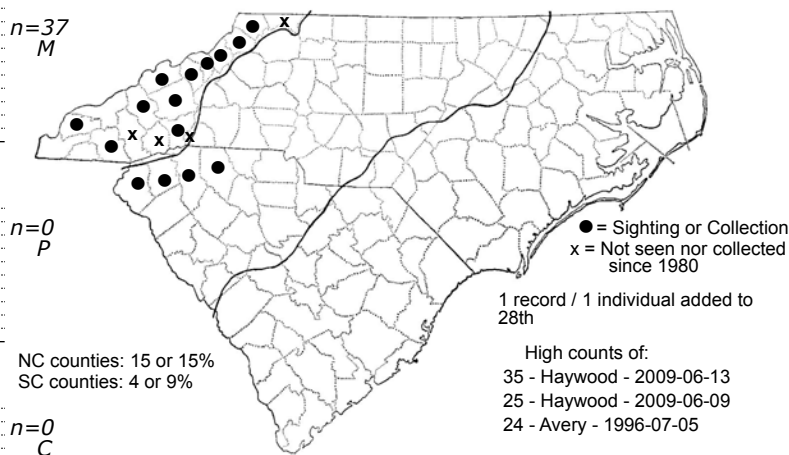 n=37
M
n=0
P
n=0
C
x
x
x
x
● = Sighting or Collection
x = Not seen nor collected
since 1980
1 record / 1 individual added to
28th
High counts of:
35 - Haywood - 2009-06-13
25 - Haywood - 2009-06-09
24 - Avery - 1996-07-05
NC counties: 15 or 15%
SC counties: 4 or 9%